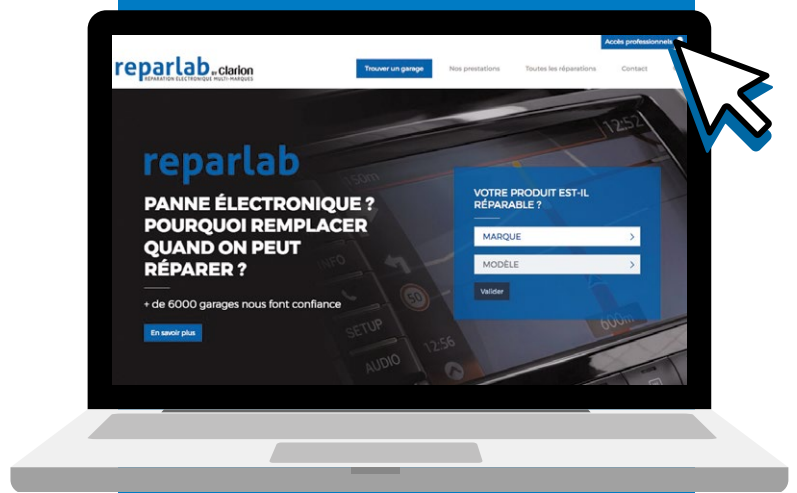 Accès professionnels
reparlab by clarion
RÉPARATION ÉLECTRONIQUE MULTI-MARQUES
Trouver un garage
Nos prestations
Toutes les réparations
Contact
12:52
reparlab
150m
PANNE ÉLECTRONIQUE ?
POURQUOI REMPLACER
QUAND ON PEUT
RÉPARER ?
VOTRE PRODUIT EST-IL
RÉPARABLE ?
MARQUE
MODÈLE
Valider
+ de 6000 garages nous font confiance
En savoir plus
INFO
50
SETUP
600m
12:56
AUDIO